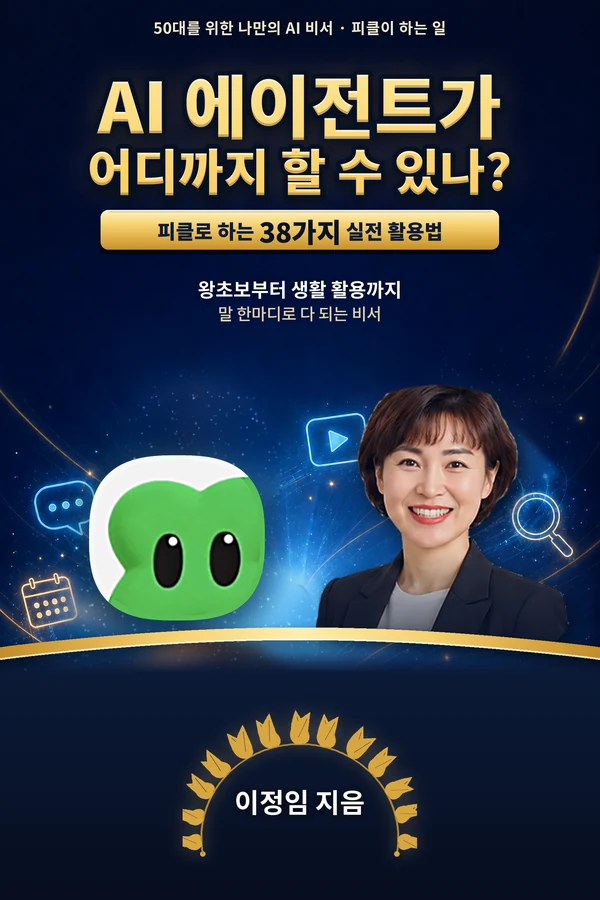 50대를 위한 나만의 AI 비서 · 피클이 하는 일
AI 에이전트가
어디까지 할 수 있나?
피클로 하는 38가지 실전 활용법
왕초보부터 생활 활용까지
말 한마디로 다 되는 비서
이정임 지음